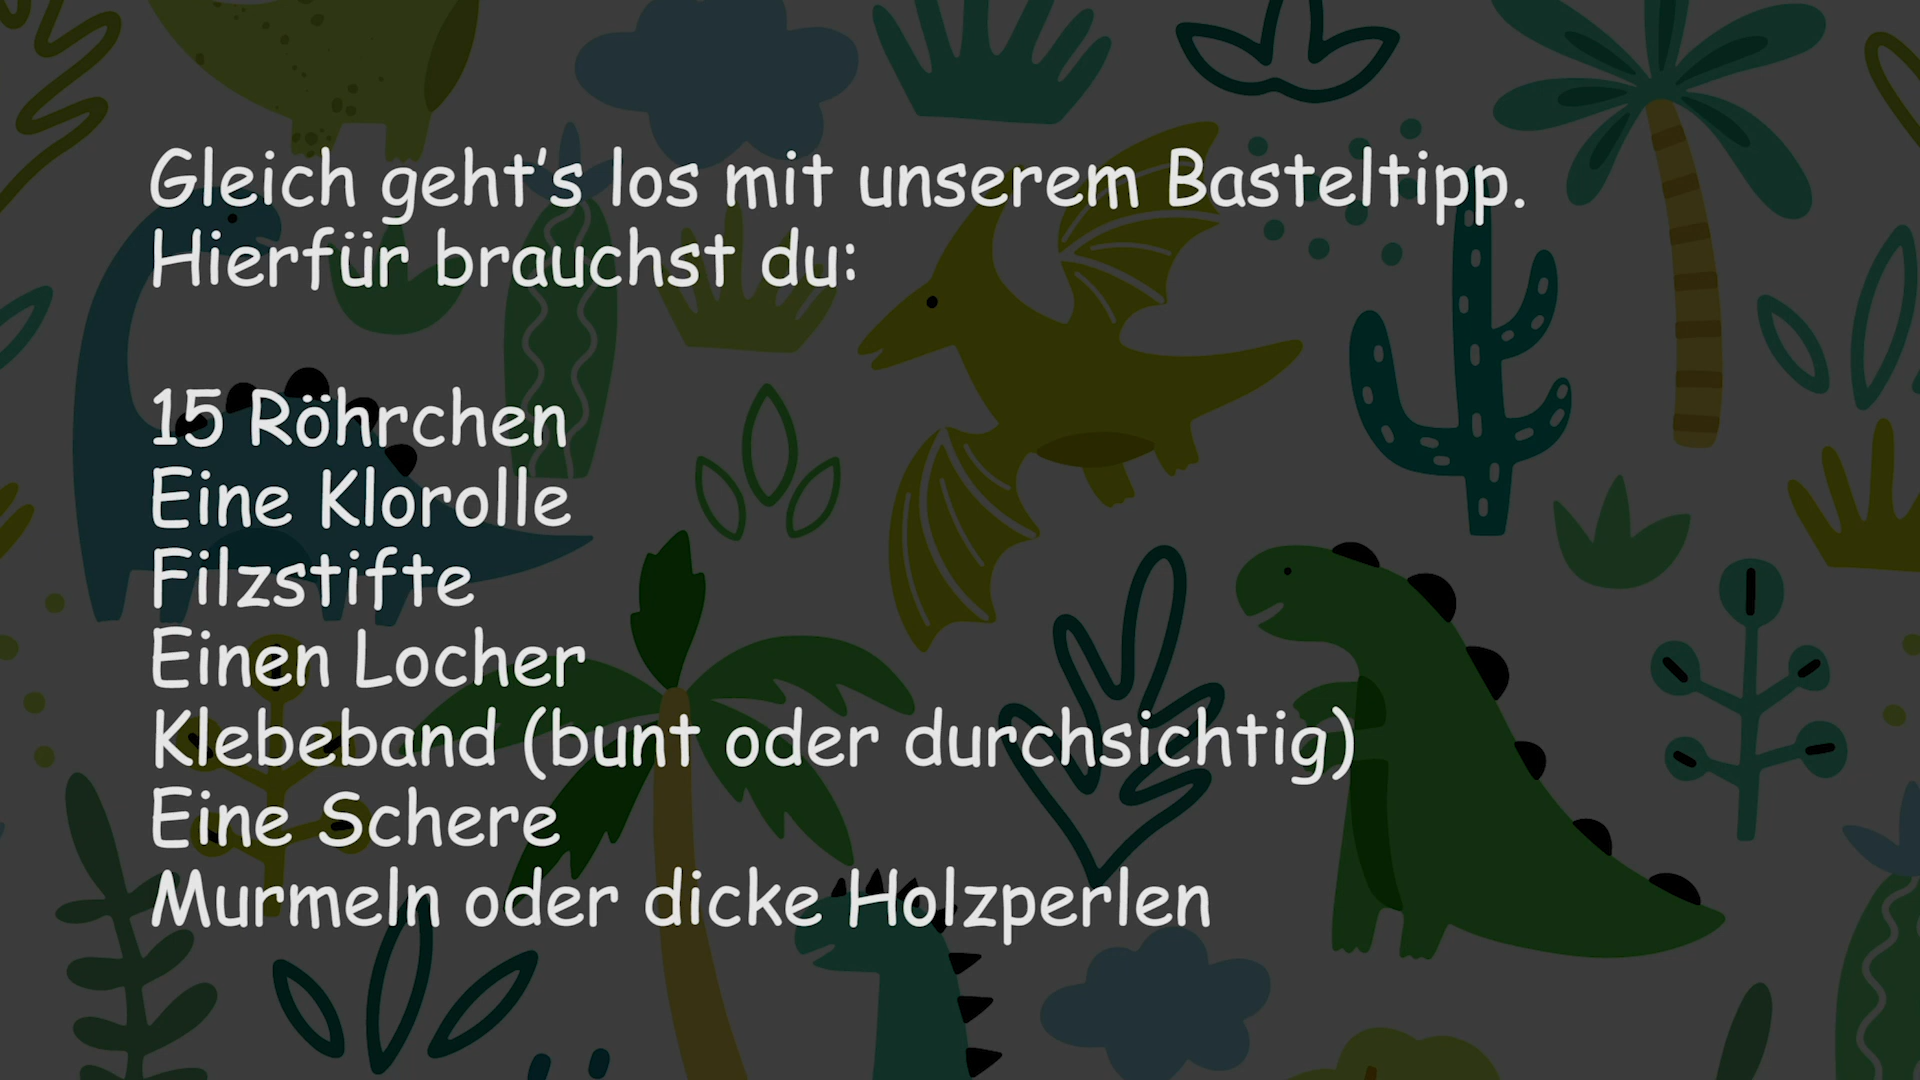 Gleich geht's los mit unserem Basteltipp.
Hierfür brauchst du:
15 Röhrchen
Eine Klorolle
Filzstifte
Einen Locher
Klebeband (bunt oder durchsichtig)
Eine Schere
Murmeln oder dicke Holzperlen